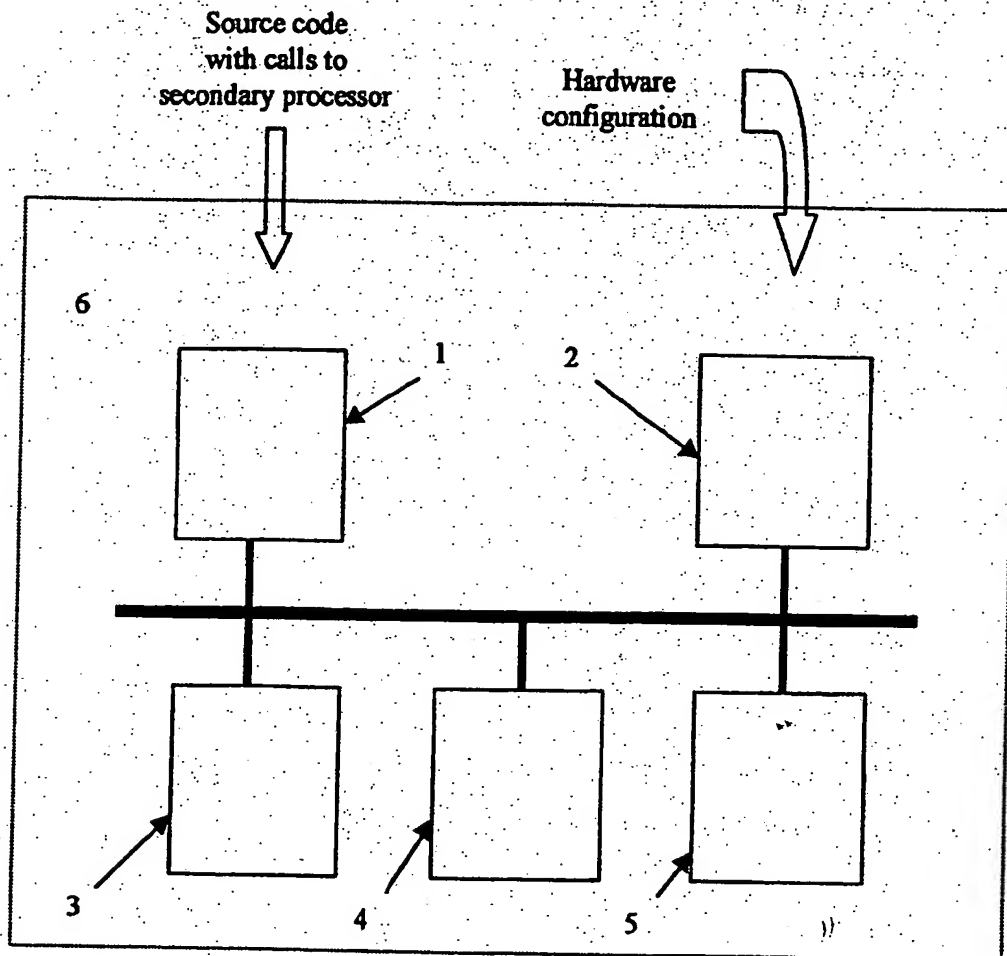 Source code
with calls to
secondary processor
Hardware
configuration
6
1
2
3
4
5